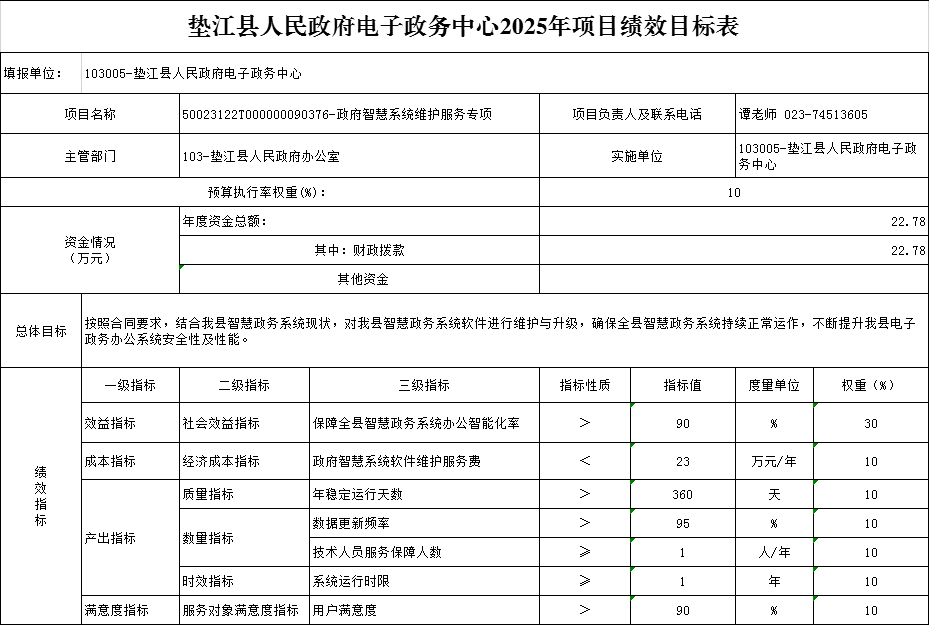 垫江县人民政府电子政务中心2025年项目绩效目标表
填报单位： 103005-垫江县人民政府电子政务中心
项目名称 50023122T000000090376-政府智慧系统维护服务专项 项目负责人及联系电话 谭老师 023-74513605
主管部门 103-垫江县人民政府办公室 实施单位 103005-垫江县人民政府电子政
务中心
预算执行率权重(%)： 10
资金情况
（万元）
年度资金总额： 22.78
其中：财政拨款 22.78
其他资金
总体目标
按照合同要求，结合我县智慧政务系统现状，对我县智慧政务系统软件进行维护与升级，确保全县智慧政务系统持续正常运作，不断提升我县电子
政务办公系统安全性及性能。
绩
效
指
标
一级指标 二级指标 三级指标 指标性质 指标值 度量单位 权重（%）
效益指标 社会效益指标 保障全县智慧政务系统办公智能化率 ＞ 90 % 30
成本指标 经济成本指标 政府智慧系统软件维护服务费 ＜ 23 万元/年 10
产出指标 质量指标 年稳定运行天数 ＞ 360 天 10
数量指标 数据更新频率 ＞ 95 % 10
技术人员服务保障人数 ≥ 1 人/年 10
时效指标 系统运行时限 ≥ 1 年 10
满意度指标 服务对象满意度指标 用户满意度 ＞ 90 % 10